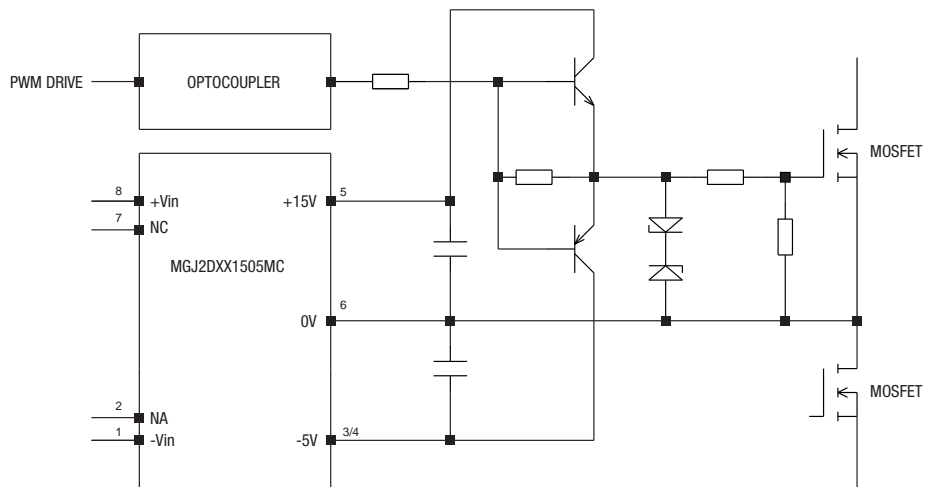 PWM DRIVE
OPTOCOUPLER
MOSFET
8
+Vin
+15V
5
7
NC
MGJ2DXX1505MC
6
0V
MOSFET
2
NA
1
-Vin
-5V
3/4